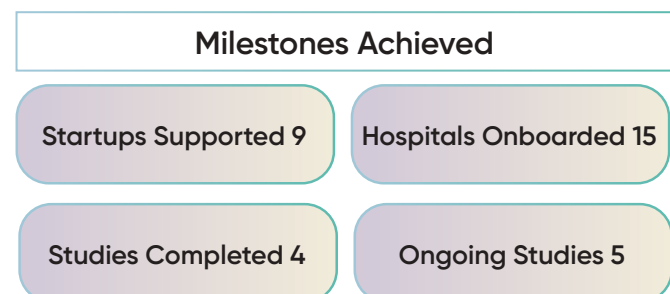 Milestones Achieved
Startups Supported 9
Hospitals Onboarded 15
Studies Completed 4
Ongoing Studies 5